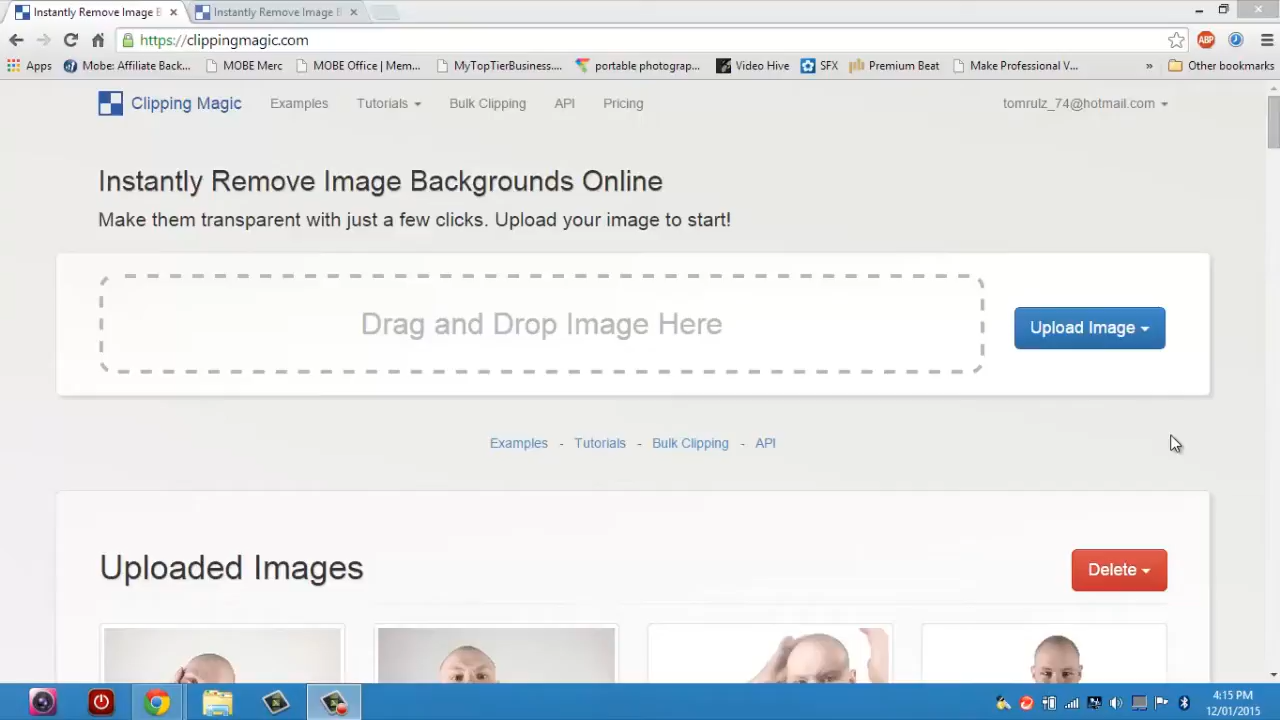 Instantly Remove Image B
Instantly Remove Image B
https://clippingmagic.com
ABP
Apps
Mobe: Affiliate Back...
MOBE Merc
MOBE Office | Mem...
MyTopTierBusiness....
portable photograp...
Video Hive
SFX
Premium Beat
Make Professional V...
»
Other bookmarks
Clipping Magic
Examples
Tutorials
Bulk Clipping
API
Pricing
tomrulz_74@hotmail.com
Instantly Remove Image Backgrounds Online
Make them transparent with just a few clicks. Upload your image to start!
Drag and Drop Image Here
Upload Image
Examples - Tutorials - Bulk Clipping - API
Uploaded Images
Delete
4:15 PM
12/01/2015